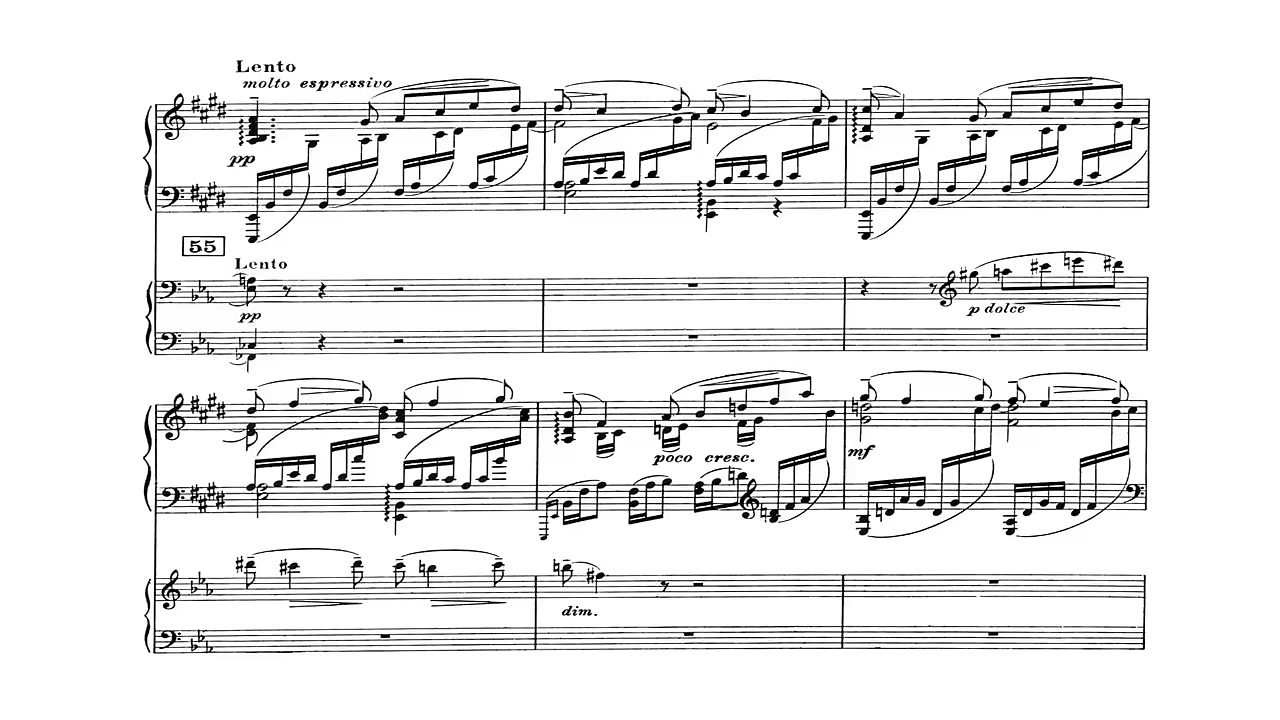 Lento
molto espressivo
pp
55
Lento
pp
p dolce
poco cresc.
mf
dim.